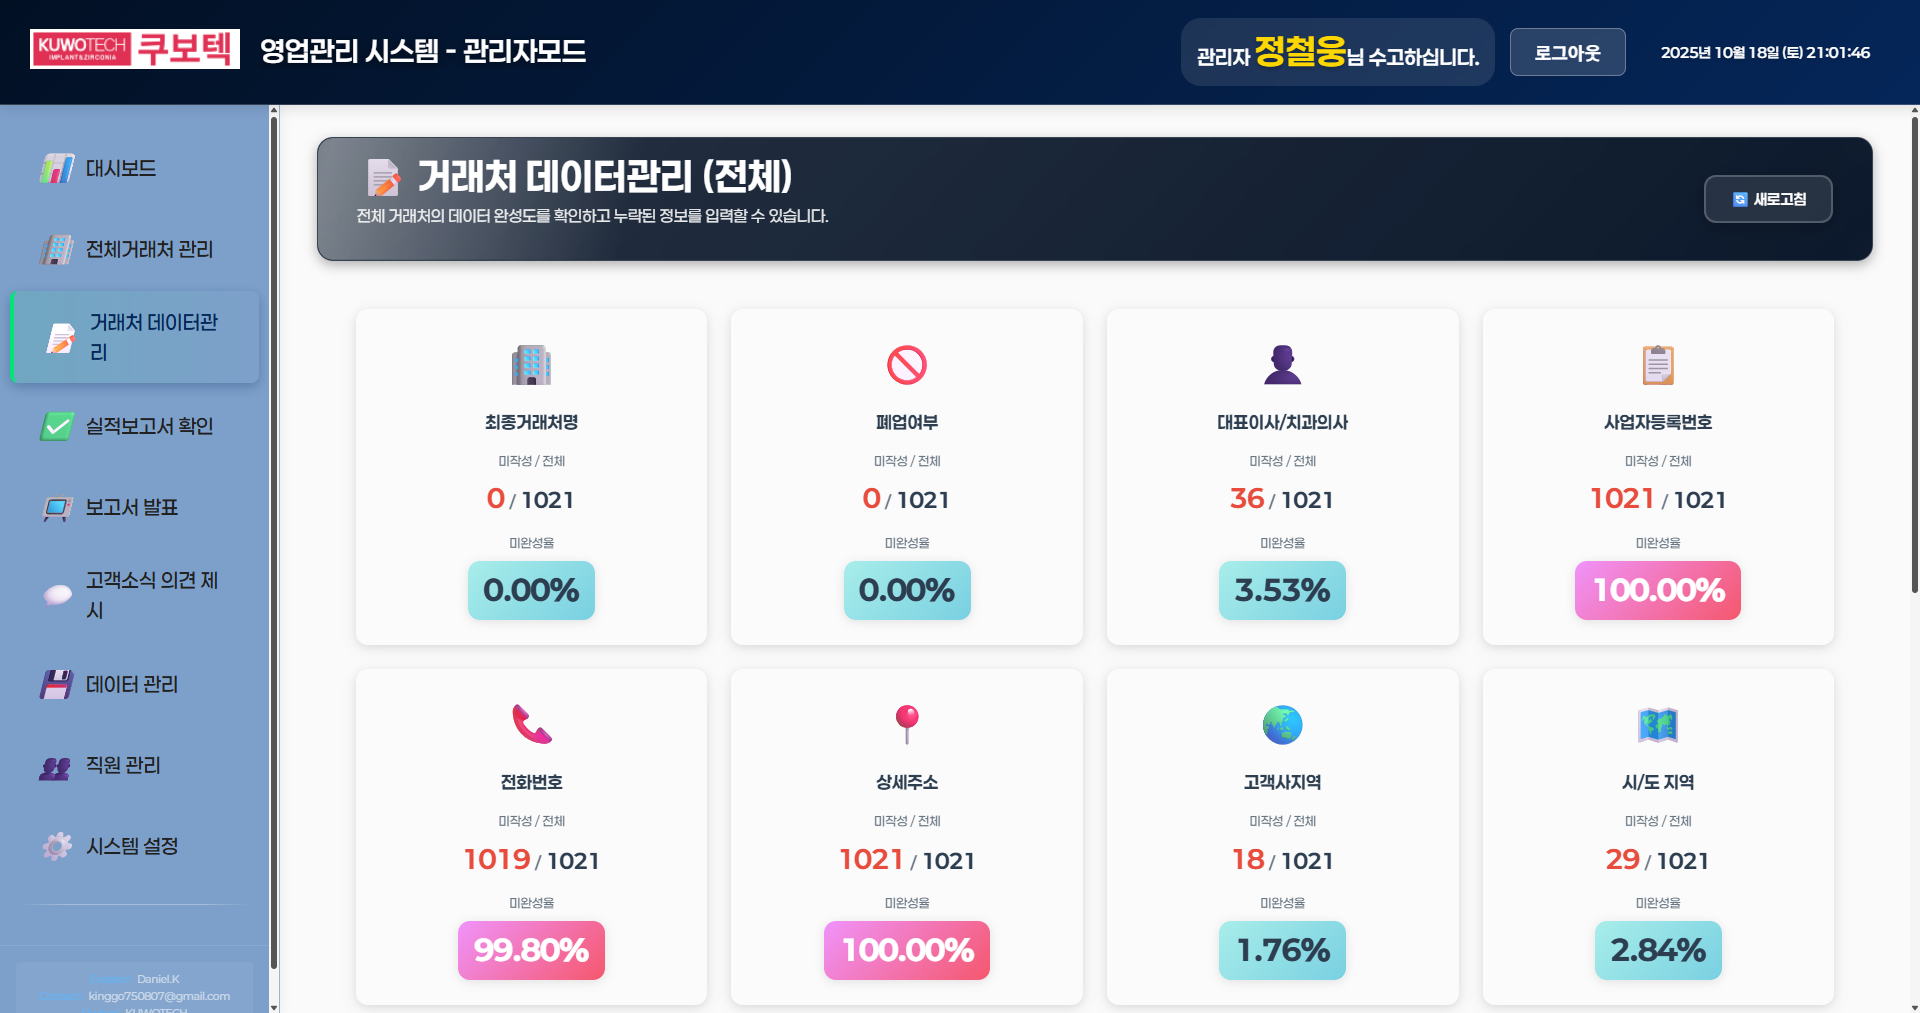 KUWOTECH
IMPLANT&ZIRCONIA
쿠보텍
영업관리 시스템 - 관리자모드
관리자 정철웅님 수고하십니다.
로그아웃
2025년 10월 18일 (토) 21:01:46
대시보드
전체거래처 관리
거래처 데이터관
리
실적보고서 확인
보고서 발표
고객소식 의견 제
시
데이터 관리
직원 관리
시스템 설정
Daniel.K
kinggo750807@gmail.com
KUWOTECH
거래처 데이터관리 (전체)
전체 거래처의 데이터 완성도를 확인하고 누락된 정보를 입력할 수 있습니다.
새로고침
최종거래처명
미작성 / 전체
0 / 1021
미완성율
0.00%
폐업여부
미작성 / 전체
0 / 1021
미완성율
0.00%
대표이사/치과의사
미작성 / 전체
36 / 1021
미완성율
3.53%
사업자등록번호
미작성 / 전체
1021 / 1021
미완성율
100.00%
전화번호
미작성 / 전체
1019 / 1021
미완성율
99.80%
상세주소
미작성 / 전체
1021 / 1021
미완성율
100.00%
고객사지역
미작성 / 전체
18 / 1021
미완성율
1.76%
시/도 지역
미작성 / 전체
29 / 1021
미완성율
2.84%